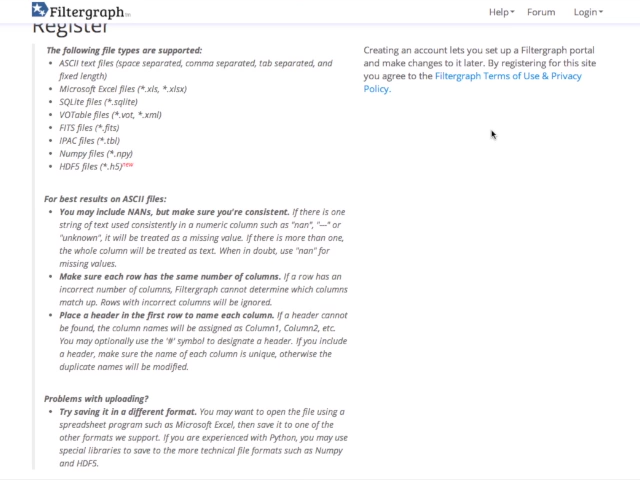 Filtergraph
Help
Forum
Login
Register
The following file types are supported:
ASCII text files (space separated, comma separated, tab separated, and
fixed length)
Microsoft Excel files (*.xls, *.xlsx)
SQLite files (*.sqlite)
VOTable files (*.vot, *.xml)
FITS files (*.fits)
IPAC files (*.tbl)
Numpy files (*.npy)
HDF5 files (*.h5)new
For best results on ASCII files:
You may include NANs, but make sure you're consistent. If there is one
string of text used consistently in a numeric column such as "nan", "---" or
"unknown", it will be treated as a missing value. If there is more than one,
the whole column will be treated as text. When in doubt, use "nan" for
missing values.
Make sure each row has the same number of columns. If a row has an
incorrect number of columns, Filtergraph cannot determine which columns
match up. Rows with incorrect columns will be ignored.
Place a header in the first row to name each column. If a header cannot
be found, the column names will be assigned as Column1, Column2, etc.
You may optionally use the '#' symbol to designate a header. If you include
a header, make sure the name of each column is unique, otherwise the
duplicate names will be modified.
Problems with uploading?
Try saving it in a different format. You may want to open the file using a
spreadsheet program such as Microsoft Excel, then save it to one of the
other formats we support. If you are experienced with Python, you may use
special libraries to save to the more technical file formats such as Numpy
and HDF5.
Creating an account lets you set up a Filtergraph portal
and make changes to it later. By registering for this site
you agree to the Filtergraph Terms of Use & Privacy
Policy.